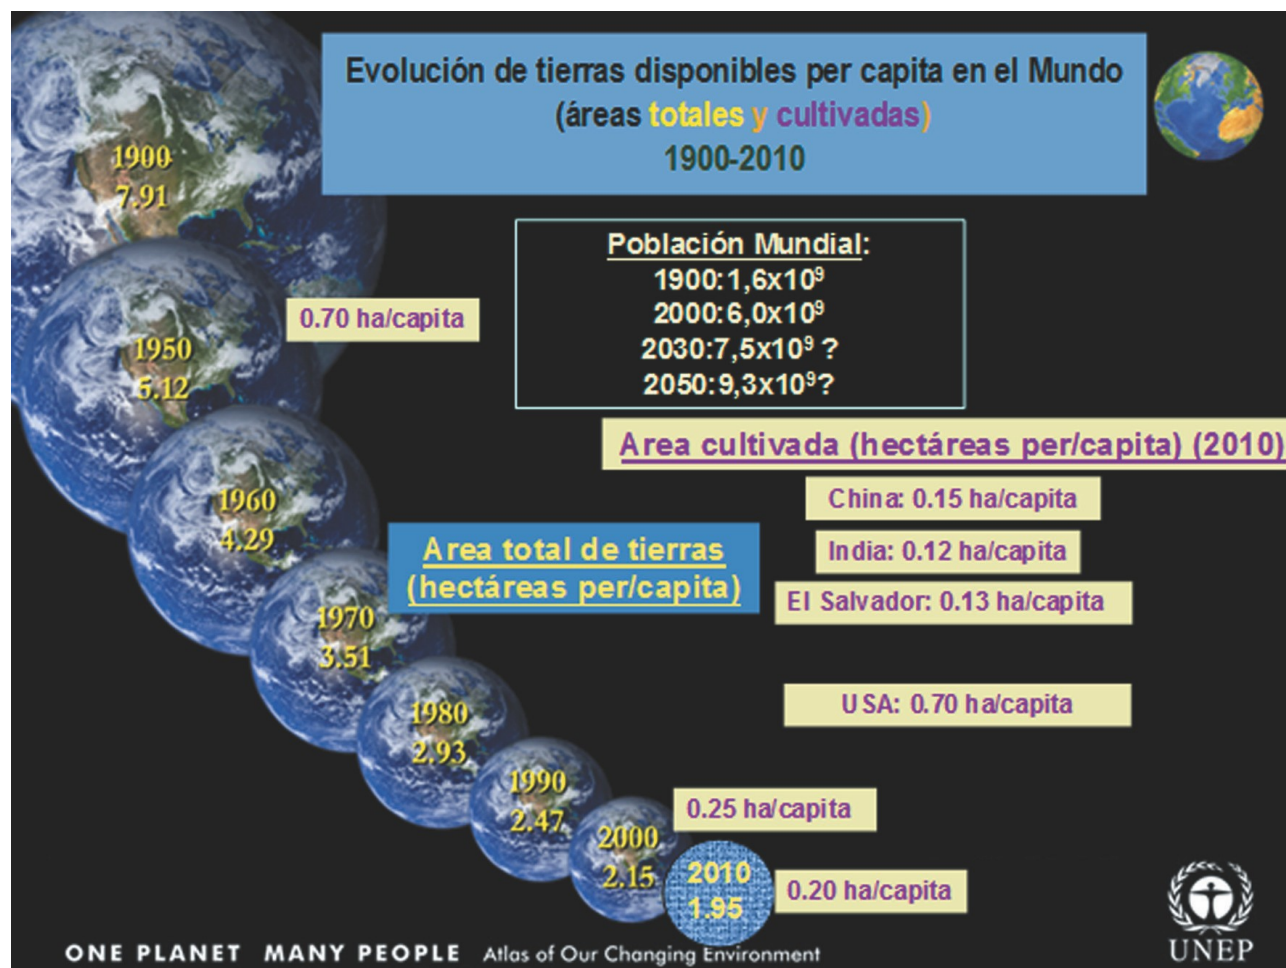 Evolución de tierras disponibles per capita en el Mundo
(áreas totales y cultivadas)
1900-2010
1900
7.91
Población Mundial:
1900:1,6x10⁹
2000:6,0x10⁹
2030:7,5x10⁹ ?
2050:9,3x10⁹?
0.70 ha/capita
1950
5.12
Area cultivada (hectáreas per/capita) (2010)
China: 0.15 ha/capita
India: 0.12 ha/capita
El Salvador: 0.13 ha/capita
USA: 0.70 ha/capita
1960
4.29
Area total de tierras
(hectáreas per/capita)
1970
3.51
1980
2.93
1990
2.47
2000
2.15
0.25 ha/capita
2010
1.95
0.20 ha/capita
ONE PLANET MANY PEOPLE Atlas of Our Changing Environment
UNEP